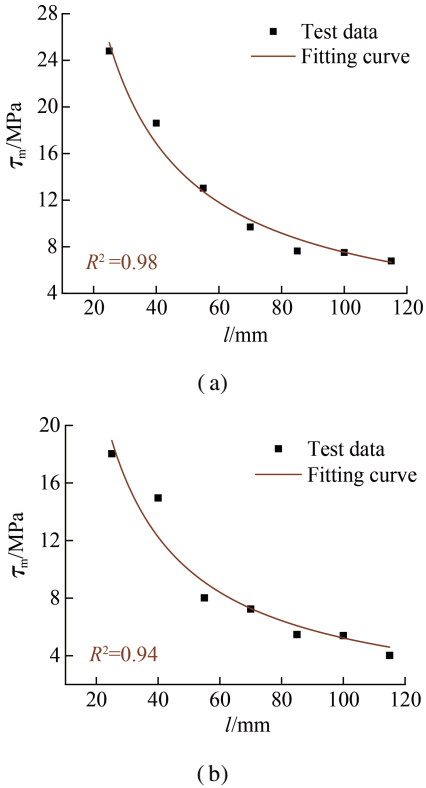 28
24
20
16
12
8
4
τm/MPa
Test data
Fitting curve
R²=0.98
20 40 60 80 100 120
l/mm
(a)
20
16
12
8
4
τm/MPa
Test data
Fitting curve
R²=0.94
20 40 60 80 100 120
l/mm
(b)